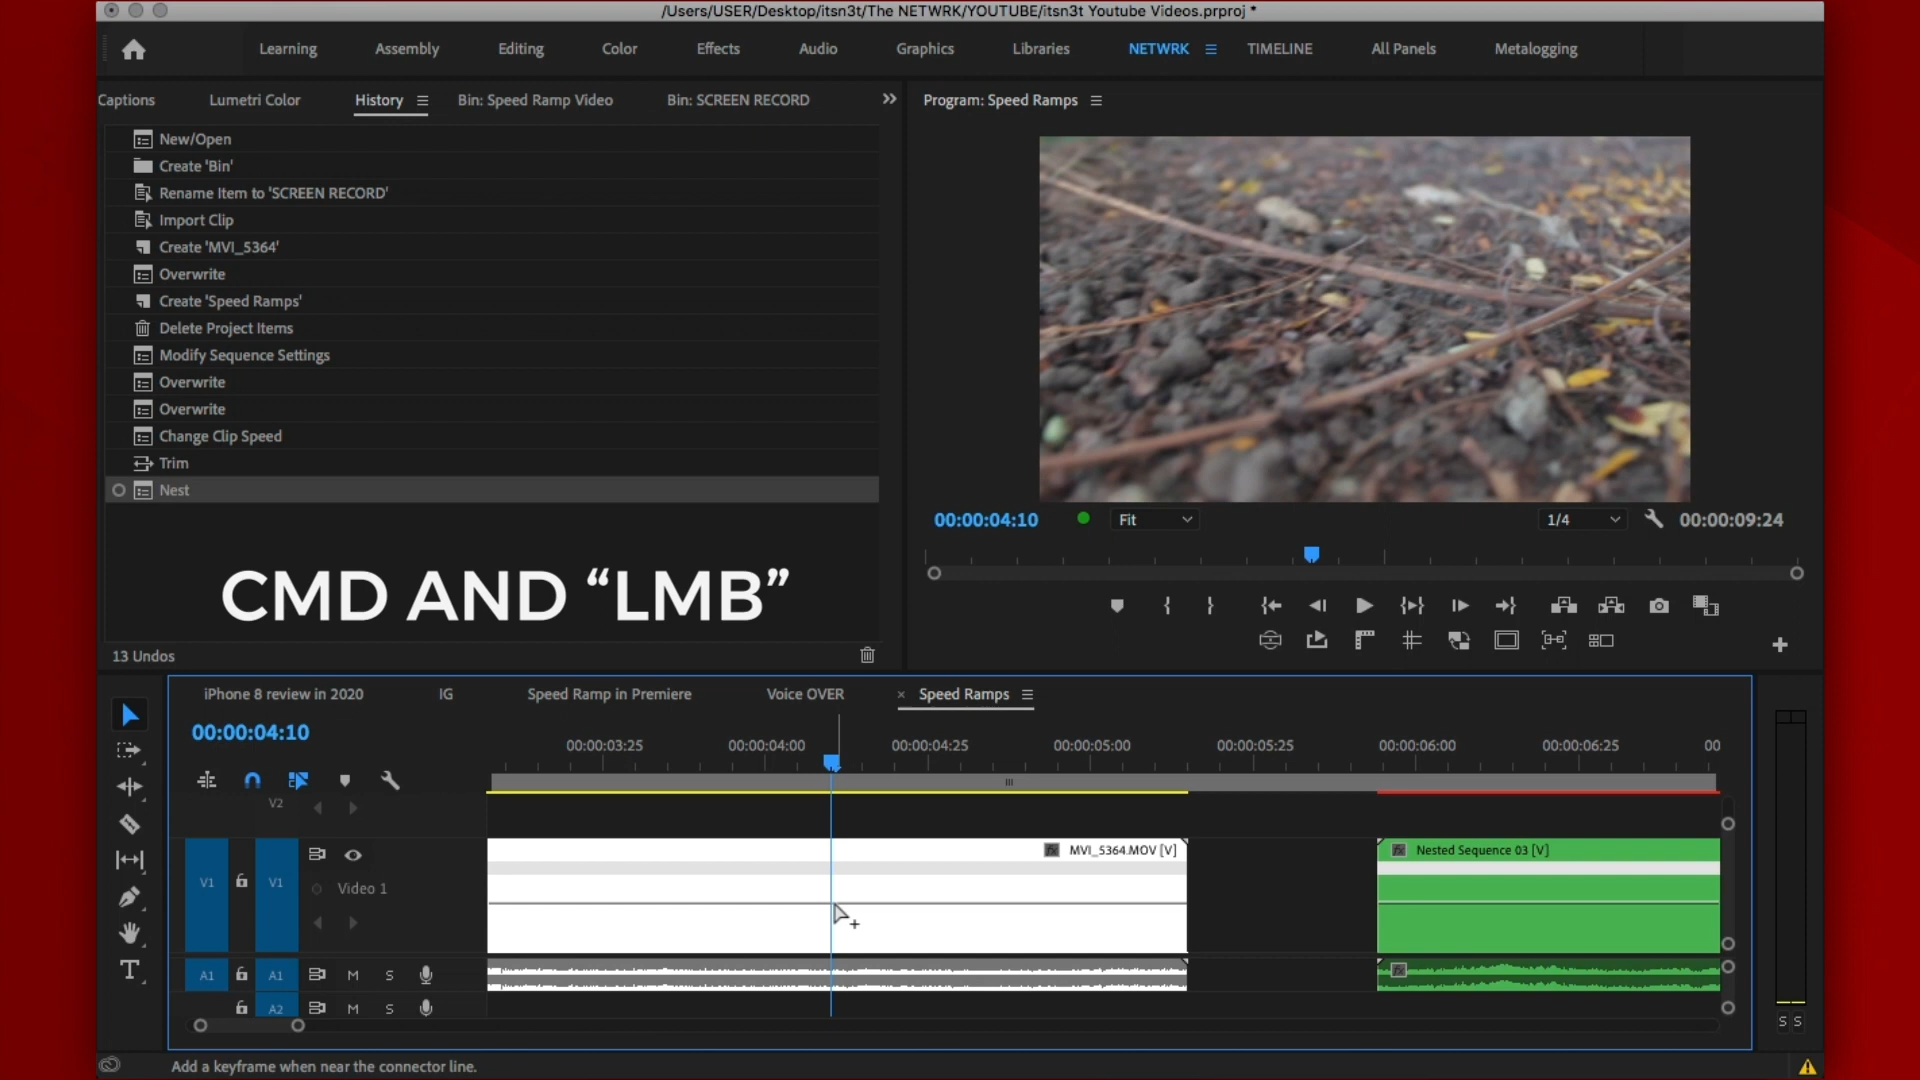 /Users/USER/Desktop/itsn3t/The NETWRK/YOUTUBE/itsn3t Youtube Videos.prproj *
Learning Assembly Editing Color Effects Audio Graphics Libraries NETWRK TIMELINE All Panels Metalogging
Captions Lumetri Color History Bin: Speed Ramp Video Bin: SCREEN RECORD
New/Open
Create 'Bin'
Rename Item to 'SCREEN RECORD'
Import Clip
Create 'MVI_5364'
Overwrite
Create 'Speed Ramps'
Delete Project Items
Modify Sequence Settings
Overwrite
Overwrite
Change Clip Speed
Trim
Nest
CMD AND “LMB”
13 Undos
Program: Speed Ramps
00:00:04:10 Fit 1/4 00:00:09:24
iPhone 8 review in 2020 IG Speed Ramp in Premiere Voice OVER × Speed Ramps
00:00:04:10
00:00:03:25 00:00:04:00 00:00:04:25 00:00:05:00 00:00:05:25 00:00:06:00 00:00:06:25 00
V2
MVI_5364.MOV [V] Nested Sequence 03 [V]
V1 V1 Video 1
A1 A1 M S
A2 M S
S S
Add a keyframe when near the connector line.